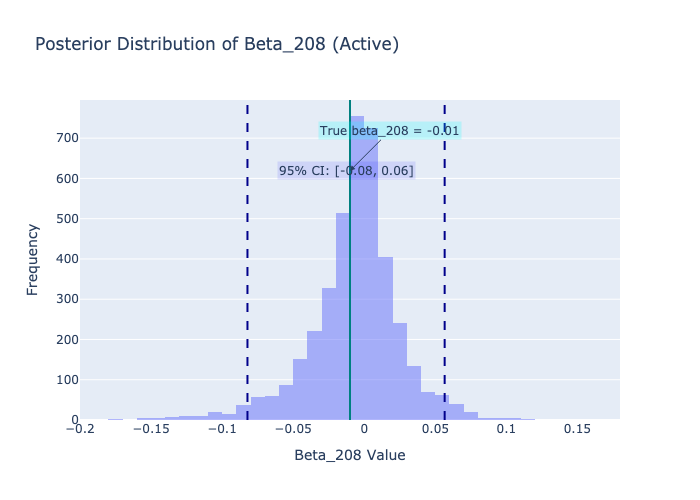 Posterior Distribution of Beta_208 (Active)
True beta_208 = -0.01
95% CI: [-0.08, 0.06]
Frequency
700
600
500
400
300
200
100
0
−0.2 −0.15 −0.1 −0.05 0 0.05 0.1 0.15
Beta_208 Value